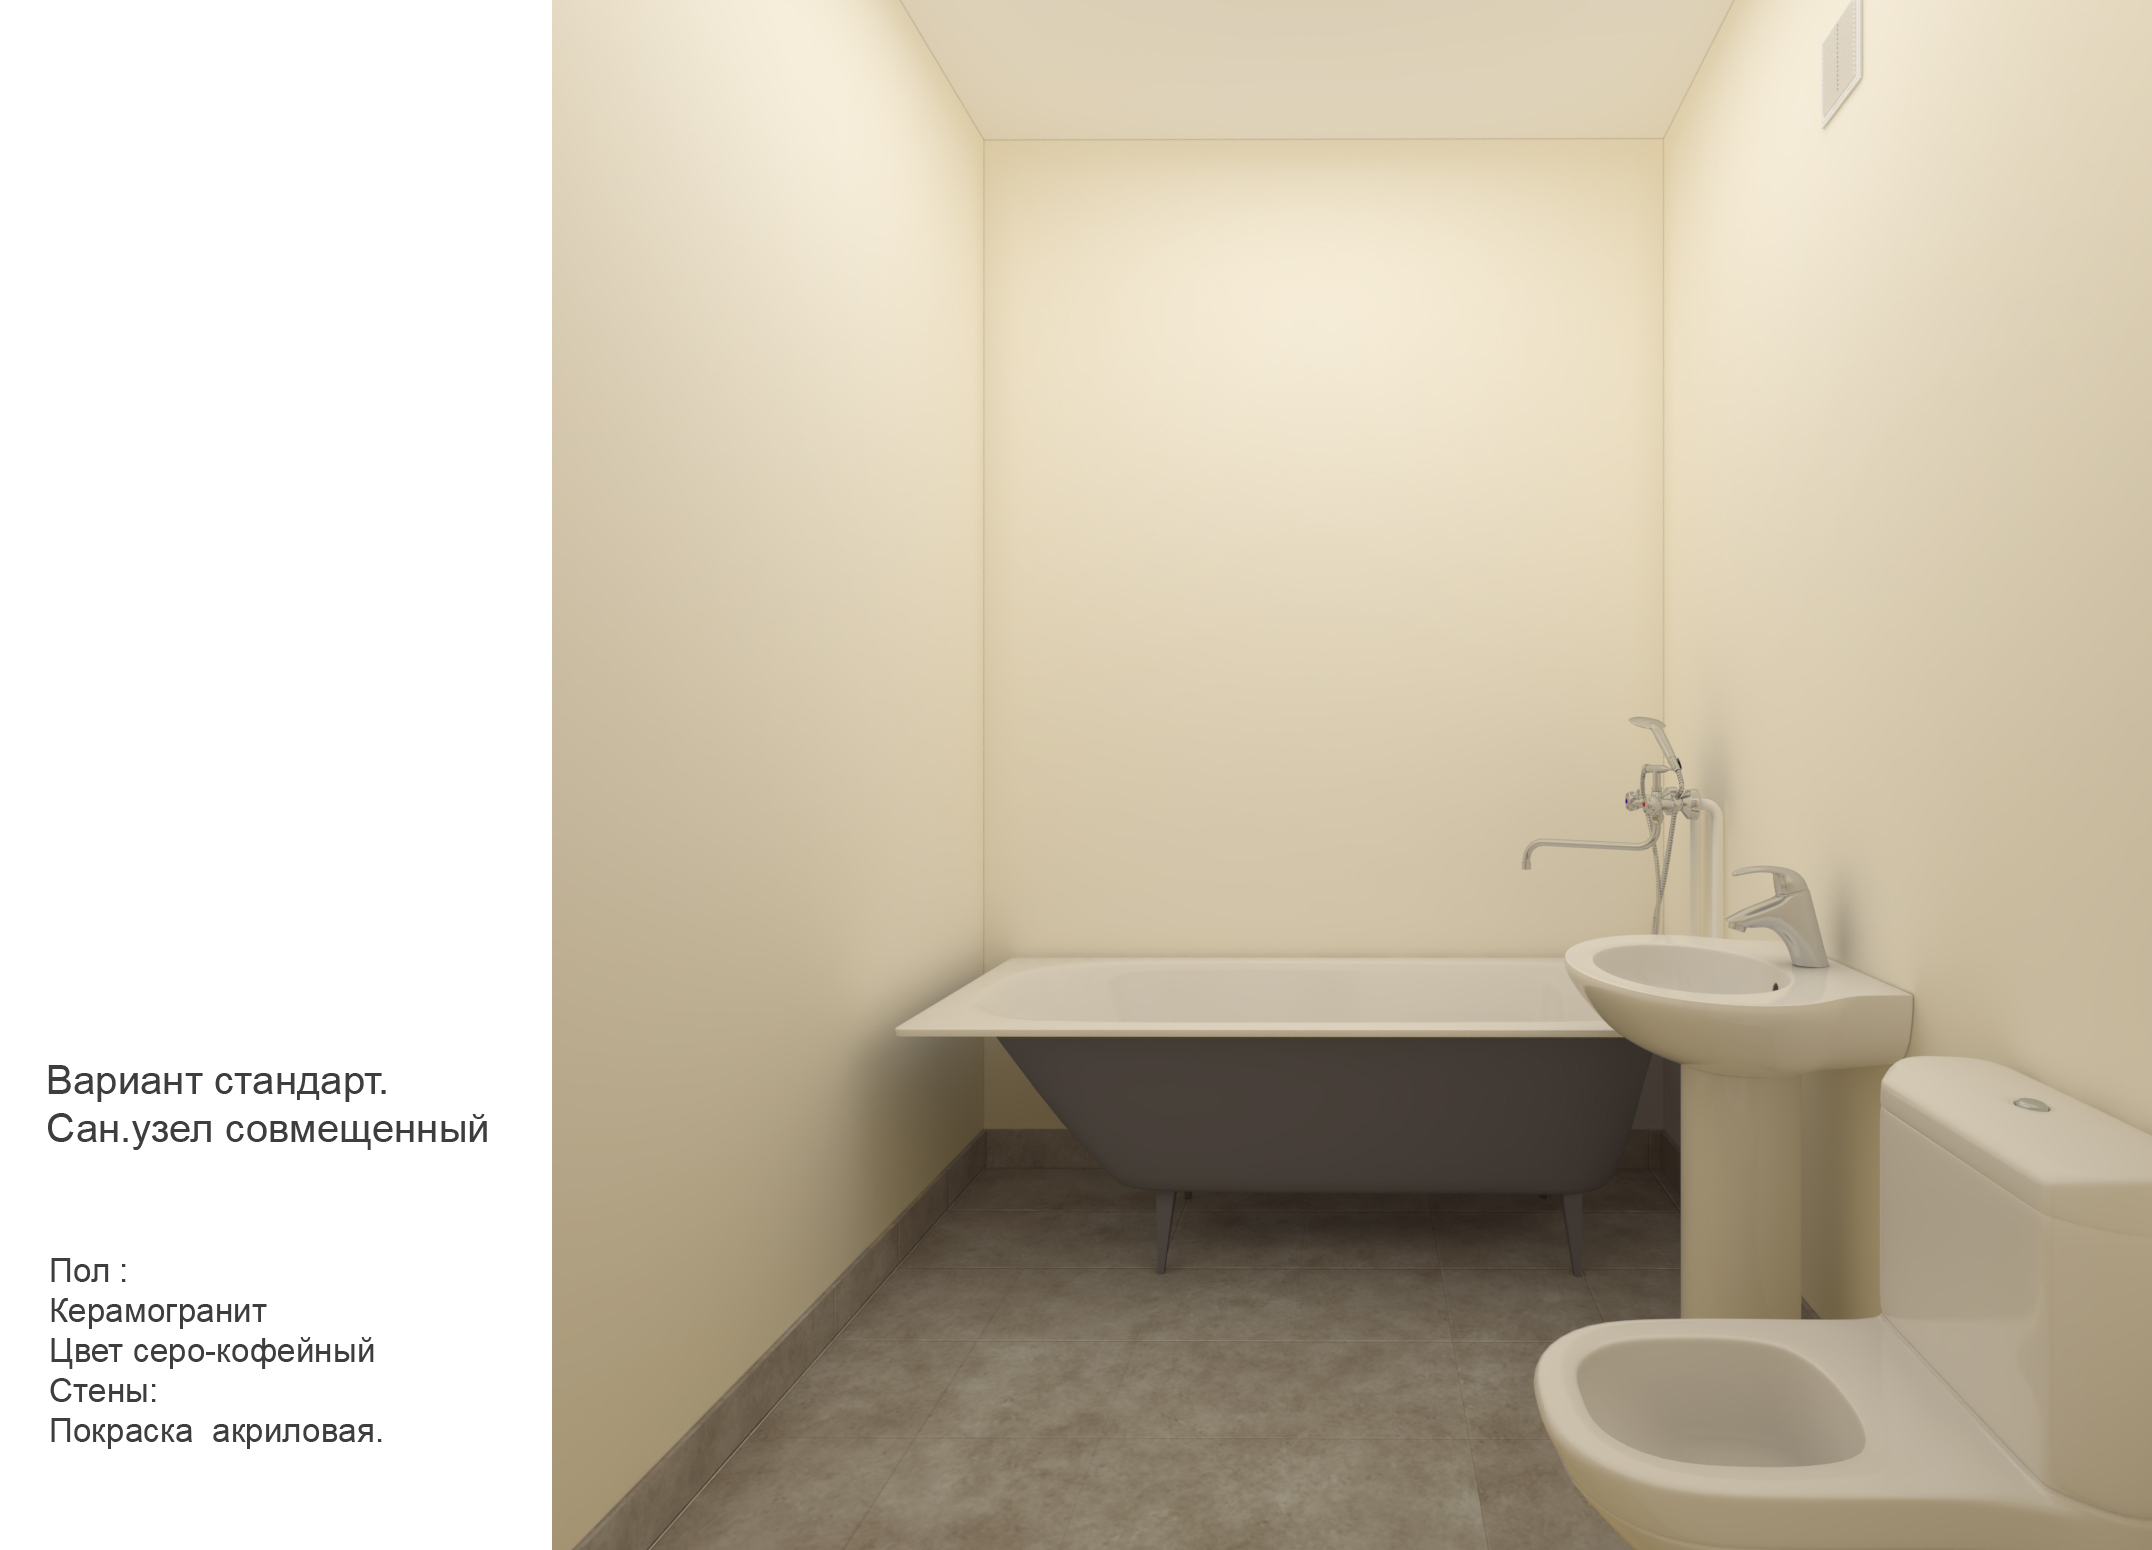 Вариант стандарт.
Сан.узел совмещенный
Пол :
Керамогранит
Цвет серо-кофейный
Стены:
Покраска  акриловая.